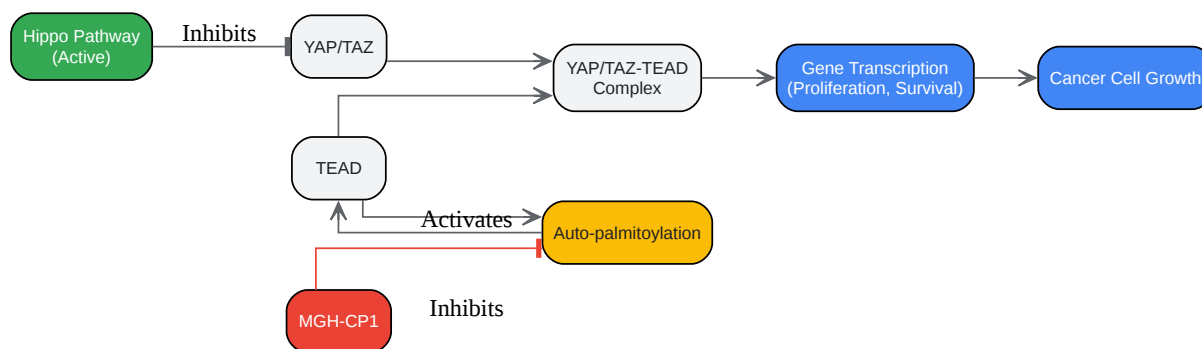 Hippo Pathway
(Active)
Inhibits
YAP/TAZ
YAP/TAZ-TEAD
Complex
Gene Transcription
(Proliferation, Survival)
Cancer Cell Growth
TEAD
Activates
Auto-palmitoylation
MGH-CP1
Inhibits